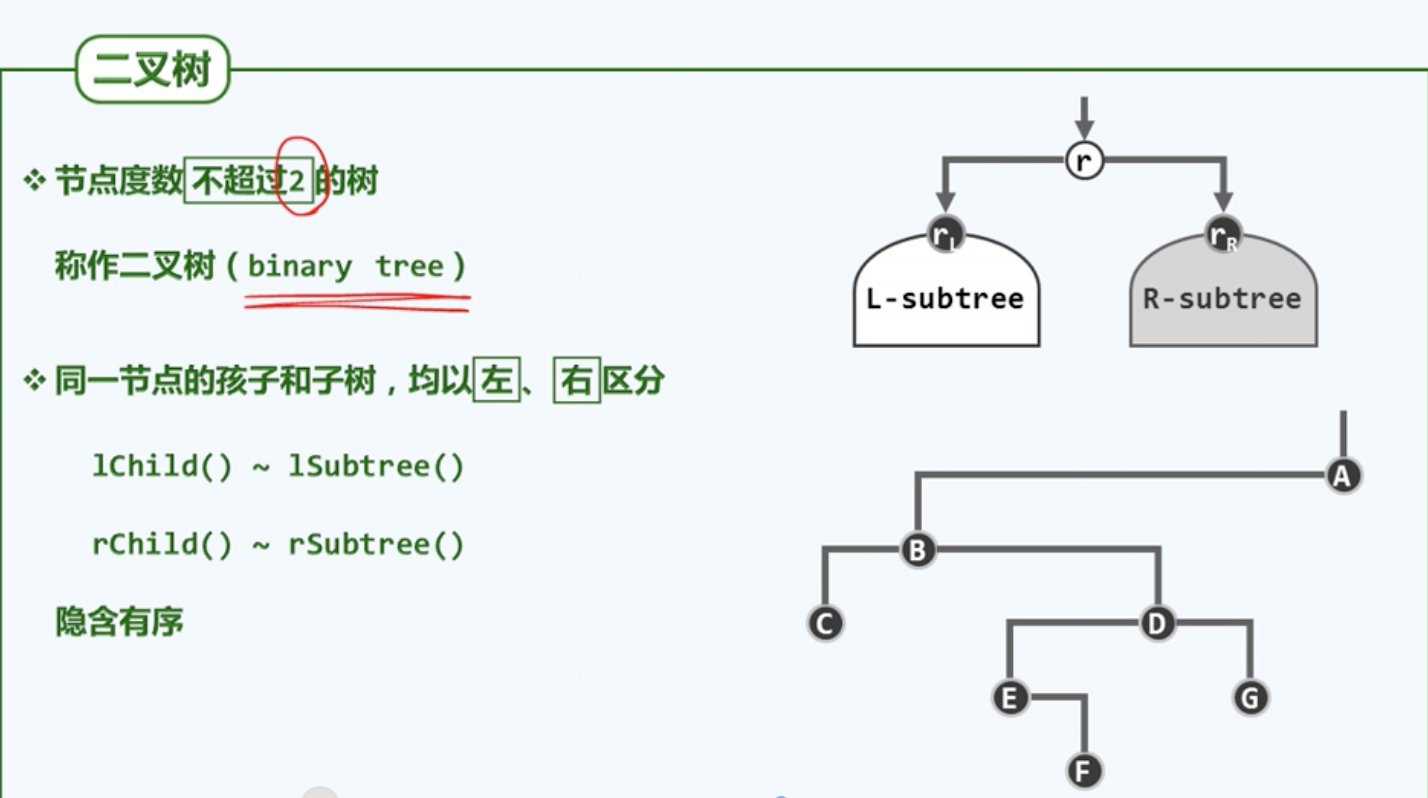 二叉树
❖ 节点度数不超过2的树
称作二叉树(binary tree)
❖ 同一节点的孩子和子树,均以左、右区分
lChild() ~ lSubtree()
rChild() ~ rSubtree()
隐含有序
r
rL
rR
L-subtree
R-subtree
A
B
C
D
E
G
F